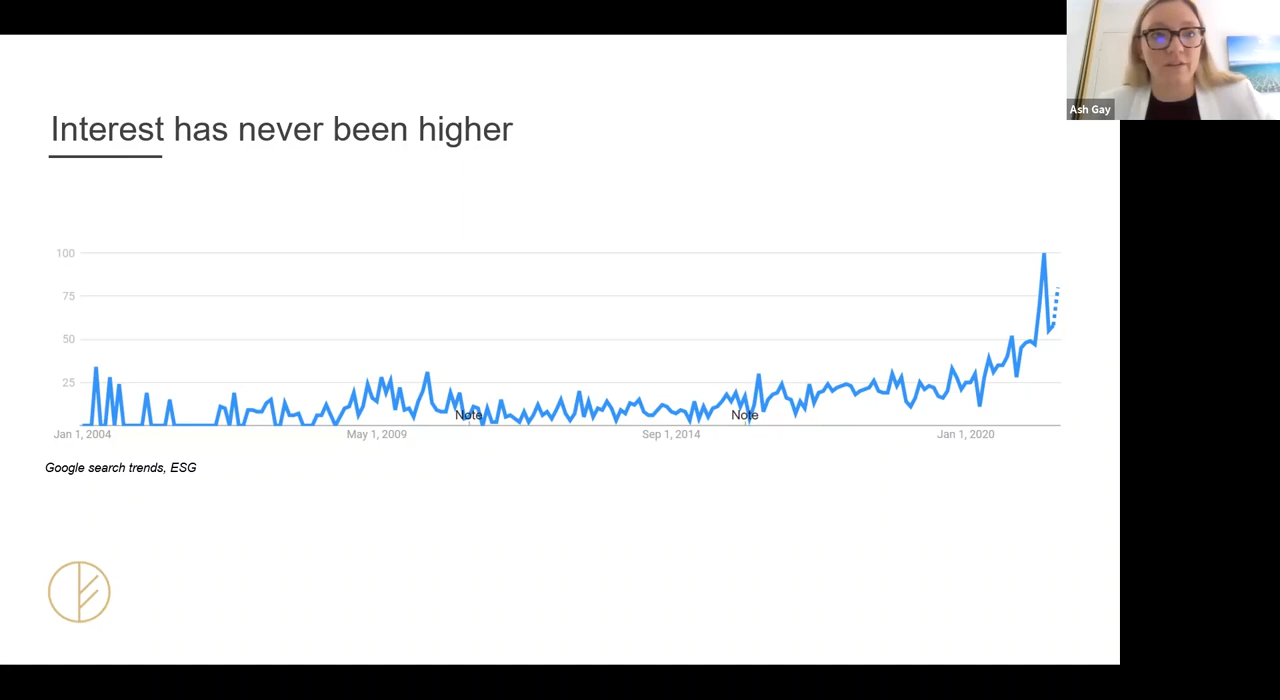 Ash Gay
Interest has never been higher
100
75
50
25
Note
Note
Jan 1, 2004
May 1, 2009
Sep 1, 2014
Jan 1, 2020
Google search trends, ESG